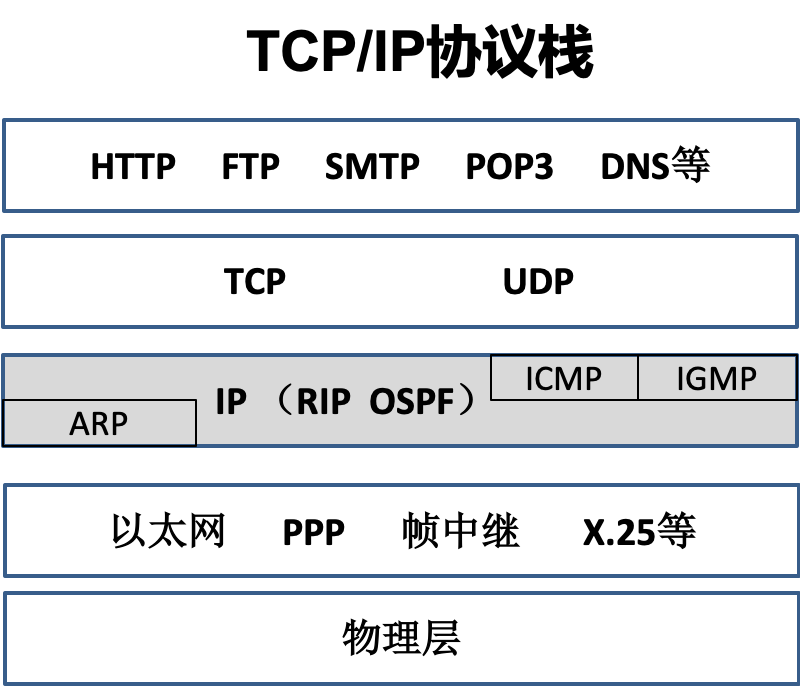 TCP/IP协议栈
HTTP FTP SMTP POP3 DNS等
TCP UDP
ICMP IGMP
IP （RIP OSPF）
ARP
以太网 PPP 帧中继 X.25等
物理层